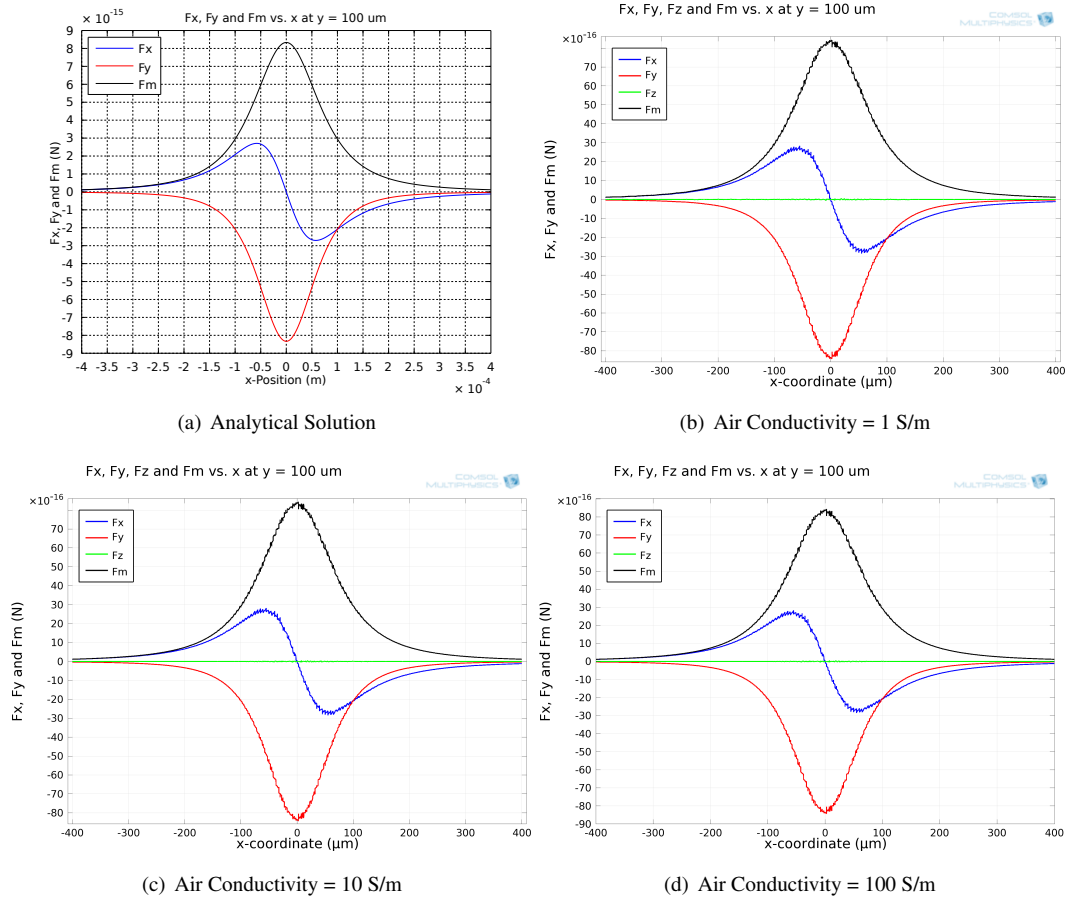 Fx, Fy and Fm vs. x at y = 100 um
× 10⁻¹⁵
9
8
7
6
5
4
3
2
1
0
-1
-2
-3
-4
-5
-6
-7
-8
-9
Fx, Fy and Fm (N)
Fx
Fy
Fm
-4 -3.5 -3 -2.5 -2 -1.5 -1 -0.5 0 0.5 1 1.5 2 2.5 3 3.5 4
x-Position (m)
× 10⁻⁴
(a) Analytical Solution
Fx, Fy, Fz and Fm vs. x at y = 100 um
COMSOL
MULTIPHYSICS
×10⁻¹⁶
70
60
50
40
30
20
10
0
-10
-20
-30
-40
-50
-60
-70
-80
Fx, Fy and Fm (N)
Fx
Fy
Fz
Fm
-400 -300 -200 -100 0 100 200 300 400
x-coordinate (μm)
(b) Air Conductivity = 1 S/m
Fx, Fy, Fz and Fm vs. x at y = 100 um
COMSOL
MULTIPHYSICS
×10⁻¹⁶
70
60
50
40
30
20
10
0
-10
-20
-30
-40
-50
-60
-70
-80
Fx, Fy and Fm (N)
Fx
Fy
Fz
Fm
-400 -300 -200 -100 0 100 200 300 400
x-coordinate (μm)
(c) Air Conductivity = 10 S/m
Fx, Fy, Fz and Fm vs. x at y = 100 um
COMSOL
MULTIPHYSICS
×10⁻¹⁶
80
70
60
50
40
30
20
10
0
-10
-20
-30
-40
-50
-60
-70
-80
-90
Fx, Fy and Fm (N)
Fx
Fy
Fz
Fm
-400 -300 -200 -100 0 100 200 300 400
x-coordinate (μm)
(d) Air Conductivity = 100 S/m